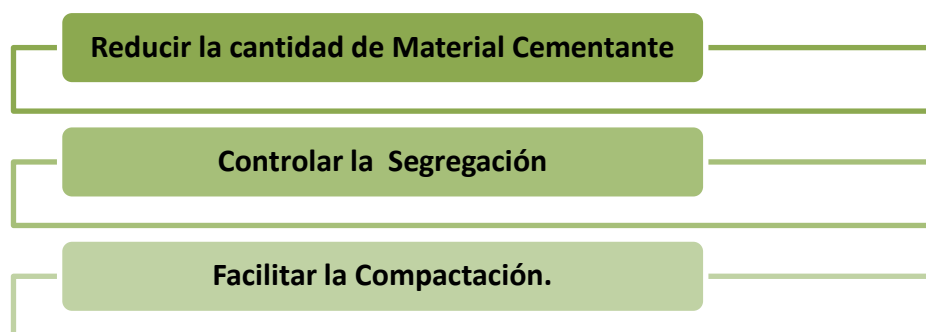 Reducir la cantidad de Material Cementante
Controlar la Segregación
Facilitar la Compactación.